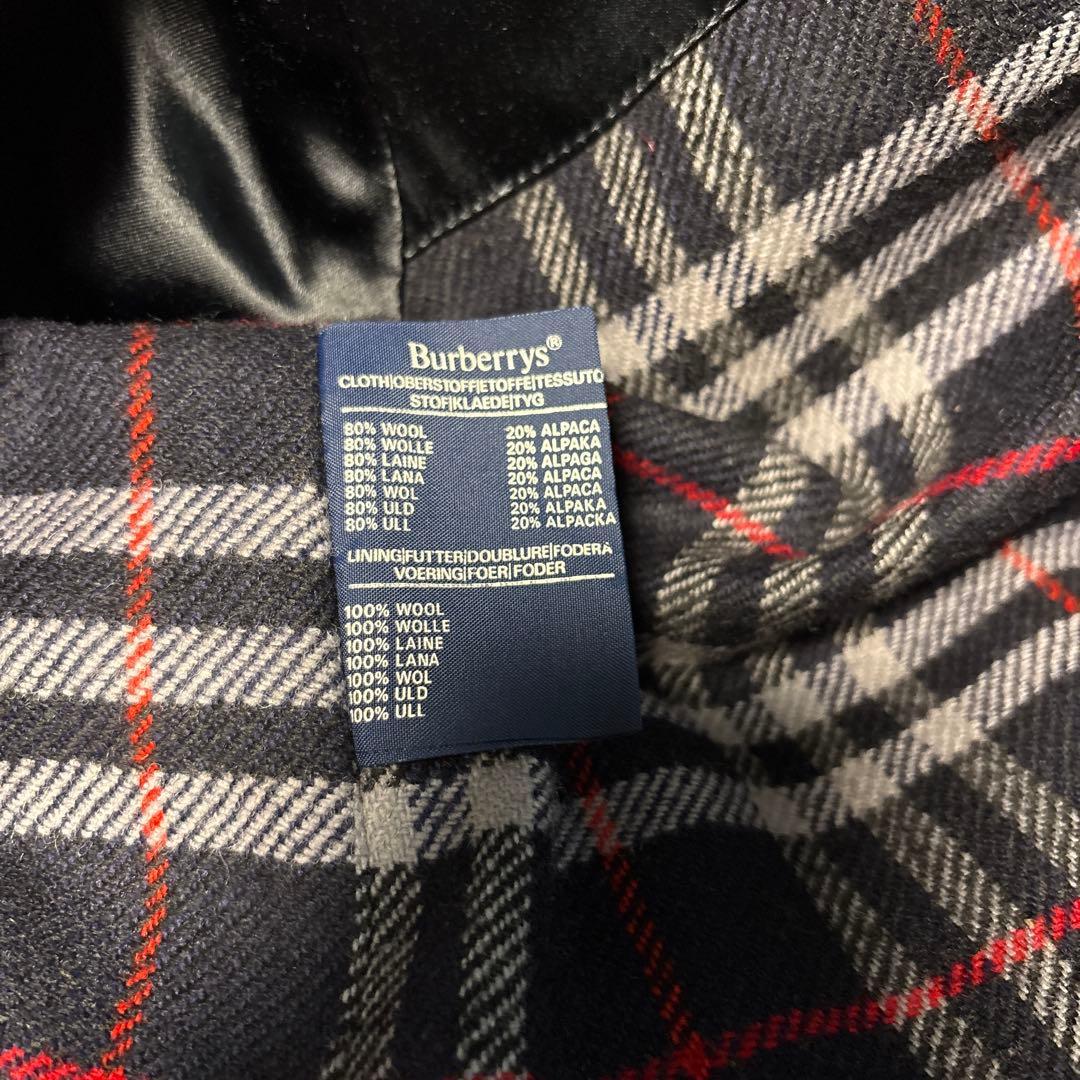 Burberrys®
CLOTH|OBERSTOFF|ETOFFE|TESSUTO
STOF|KLAEDE|TYG
80% WOOL 20% ALPACA
80% WOLLE 20% ALPAKA
80% LAINE 20% ALPAGA
80% LANA 20% ALPACA
80% WOL 20% ALPACA
80% ULD 20% ALPAKA
80% ULL 20% ALPACKA
LINING|FUTTER|DOUBLURE|FODERA
VOERING|FOER|FODER
100% WOOL
100% WOLLE
100% LAINE
100% LANA
100% WOL
100% ULD
100% ULL